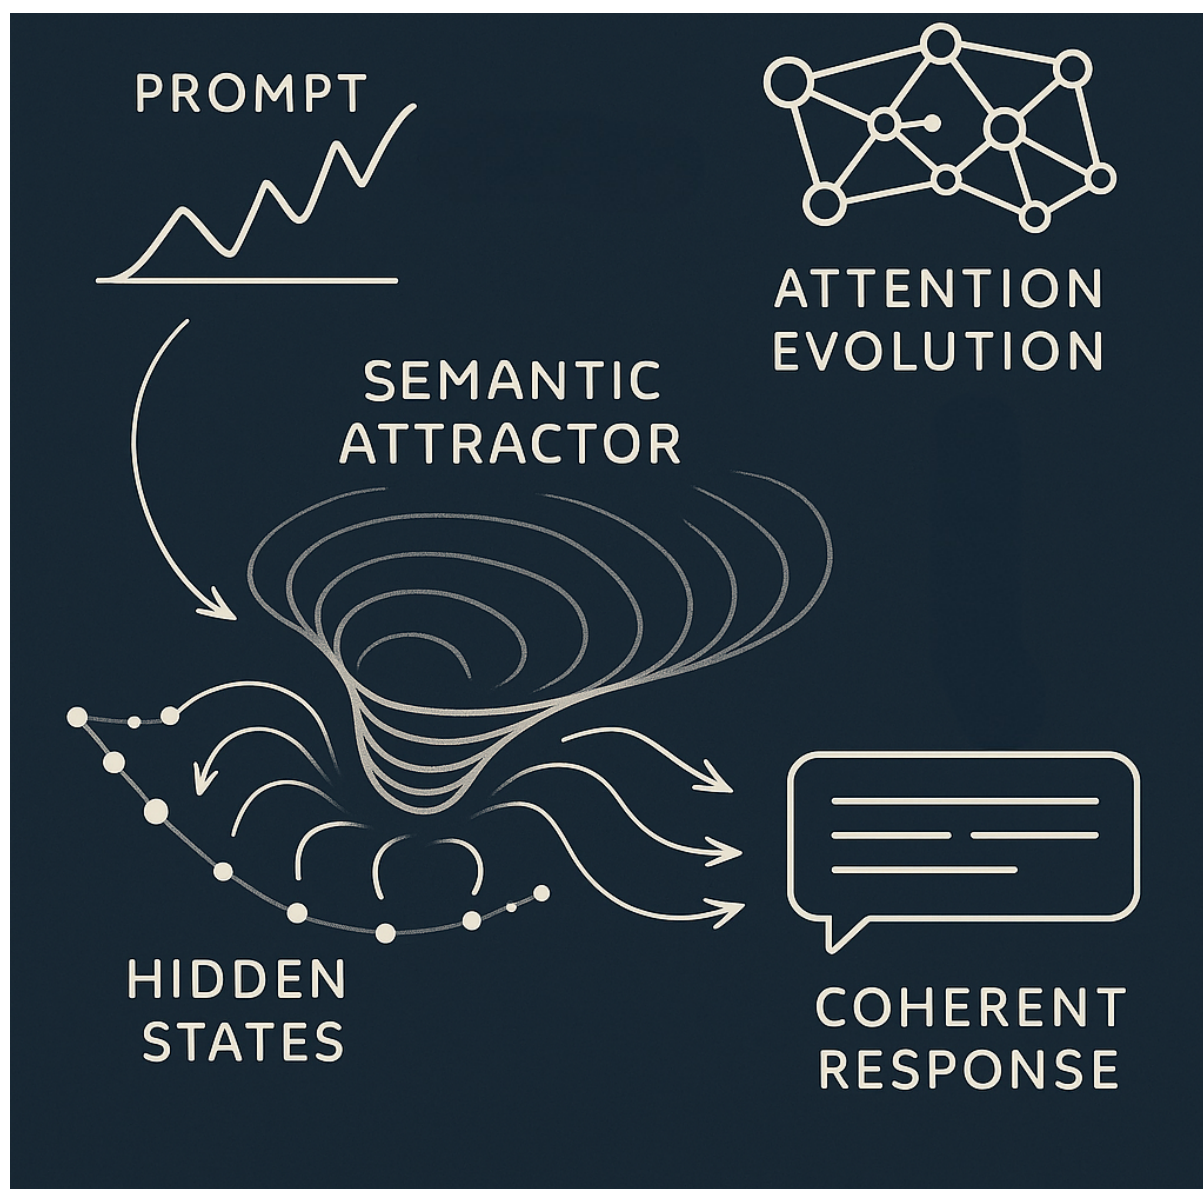 PROMPT
ATTENTION
EVOLUTION
SEMANTIC
ATTRACTOR
HIDDEN
STATES
COHERENT
RESPONSE